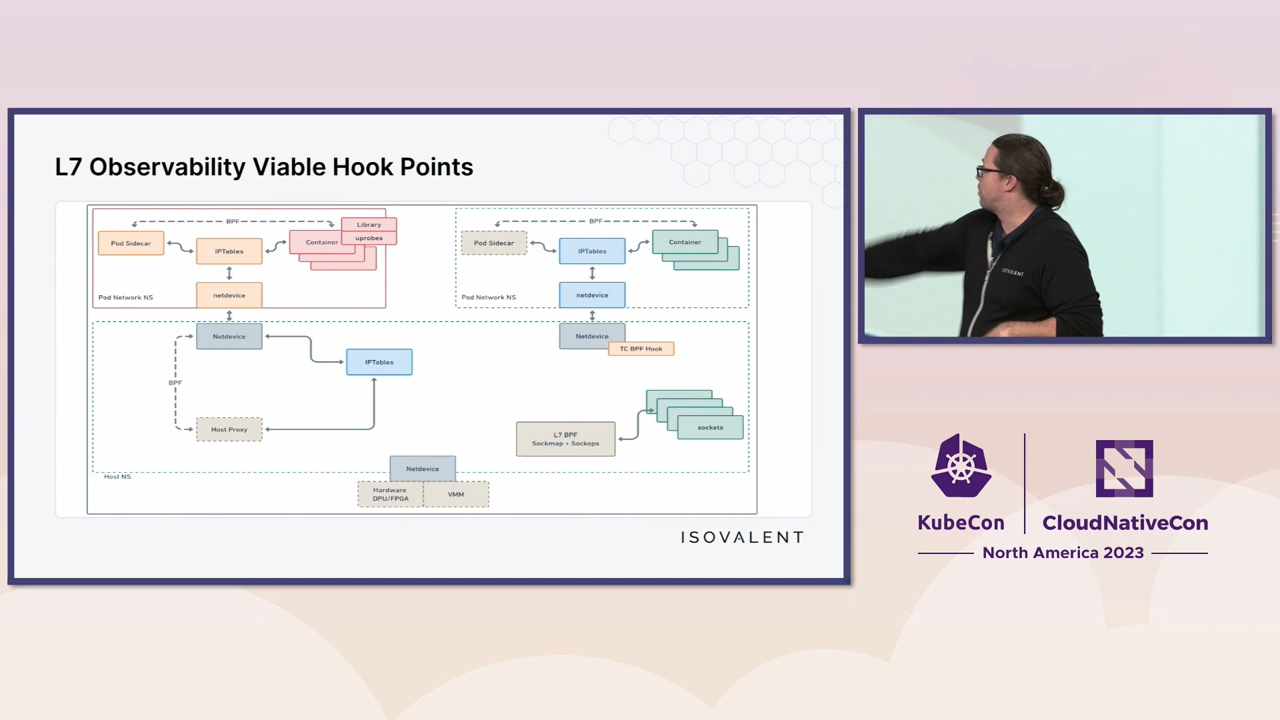 L7 Observability Viable Hook Points
BPF
Library
uprobes
Pod Sidecar
IPTables
Container
netdevice
Pod Network NS
BPF
Pod Sidecar
IPTables
Container
netdevice
Pod Network NS
Netdevice
IPTables
BPF
Host Proxy
Netdevice
TC BPF Hook
L7 BPF
Sockmap + Sockops
sockets
Host NS
Netdevice
Hardware
DPU/FPGA
VMM
ISOVALENT
ISOVALENT
KubeCon
CloudNativeCon
North America 2023